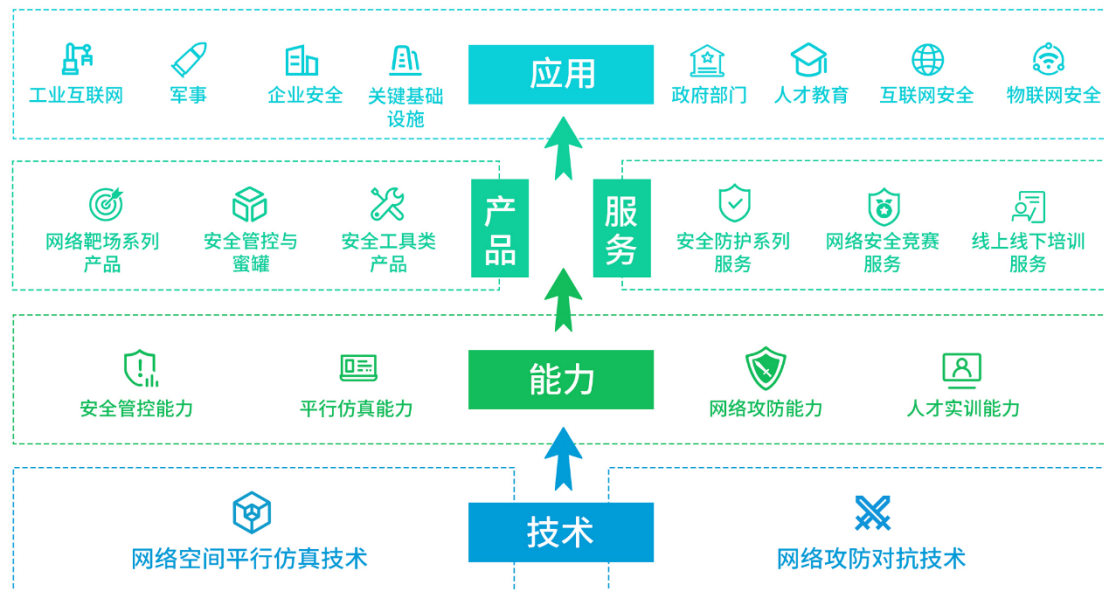 应用
工业互联网
军事
企业安全
关键基础
设施
政府部门
人才教育
互联网安全
物联网安全
产
品
网络靶场系列
产品
安全管控与
蜜罐
安全工具类
产品
服
务
安全防护系列
服务
网络安全竞赛
服务
线上线下培训
服务
能力
安全管控能力
平行仿真能力
网络攻防能力
人才实训能力
技术
网络空间平行仿真技术
网络攻防对抗技术